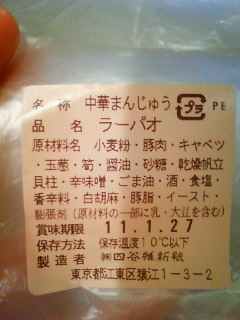 名 称 中華まんじゅう プラ PE
品 名 ラーパオ
原材料名 小麦粉・豚肉・キャベツ
・玉葱・筍・醤油・砂糖・乾燥帆立
貝柱・辛味噌・ごま油・酒・食塩・
香辛料・白胡麻・豚脂・イースト・
膨張剤(原材料の一部に乳・大豆を含む)
賞味期限 11.1.27
保存方法 保存温度10℃以下
製造者 ㈱四谷維新號
東京都江東区猿江1-3-2